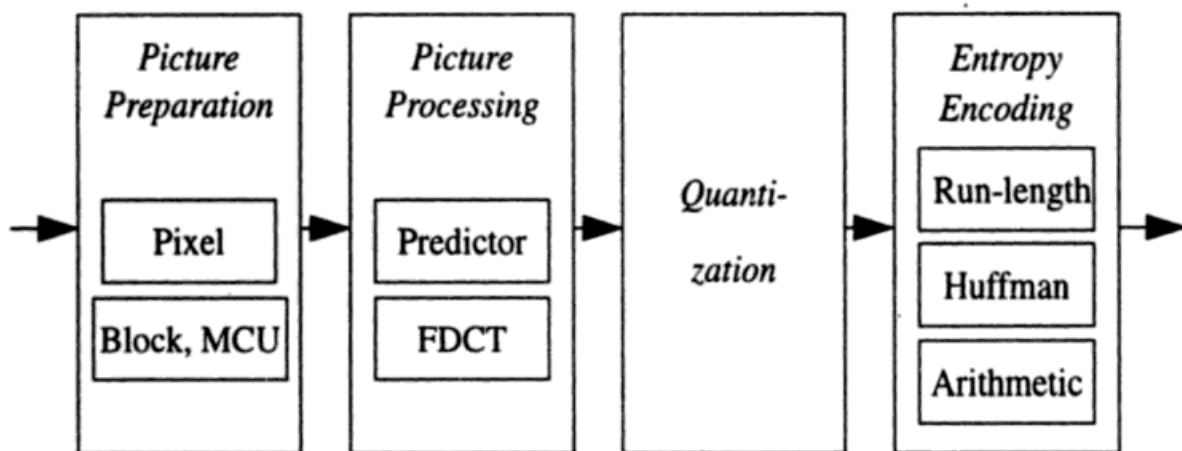 Picture
Preparation
Pixel
Block, MCU
Picture
Processing
Predictor
FDCT
Quanti-
zation
Entropy
Encoding
Run-length
Huffman
Arithmetic